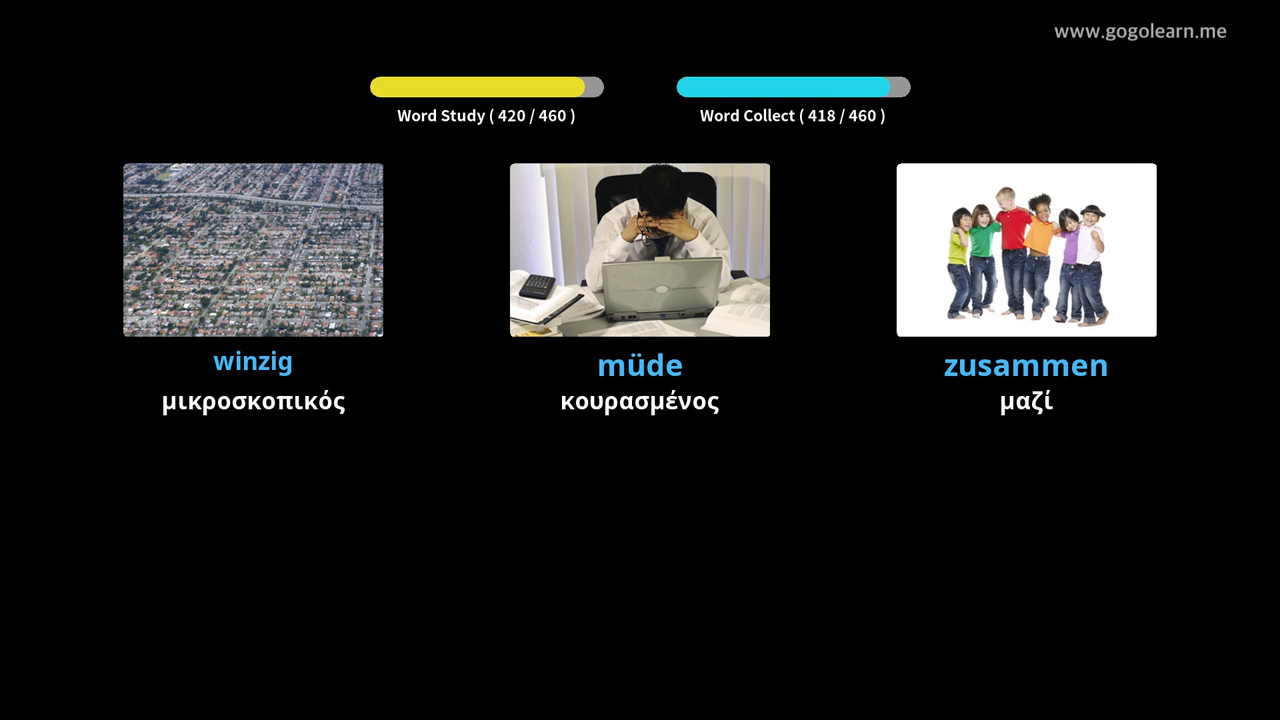 www.gogolearn.me
Word Study ( 420 / 460 )
Word Collect ( 418 / 460 )
winzig
μικροσκοπικός
müde
κουρασμένος
zusammen
μαζί